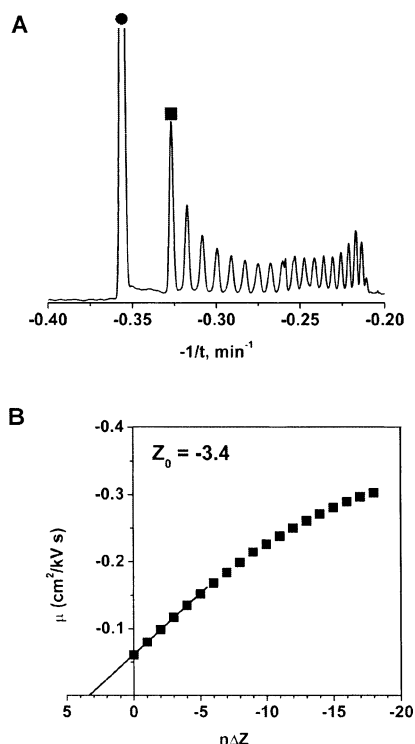 A
-0.40 -0.35 -0.30 -0.25 -0.20
-1/t, min⁻¹
B
Z₀ = -3.4
-0.4
-0.3
-0.2
-0.1
μ (cm²/kV s)
5 0 -5 -10 -15 -20
nΔZ